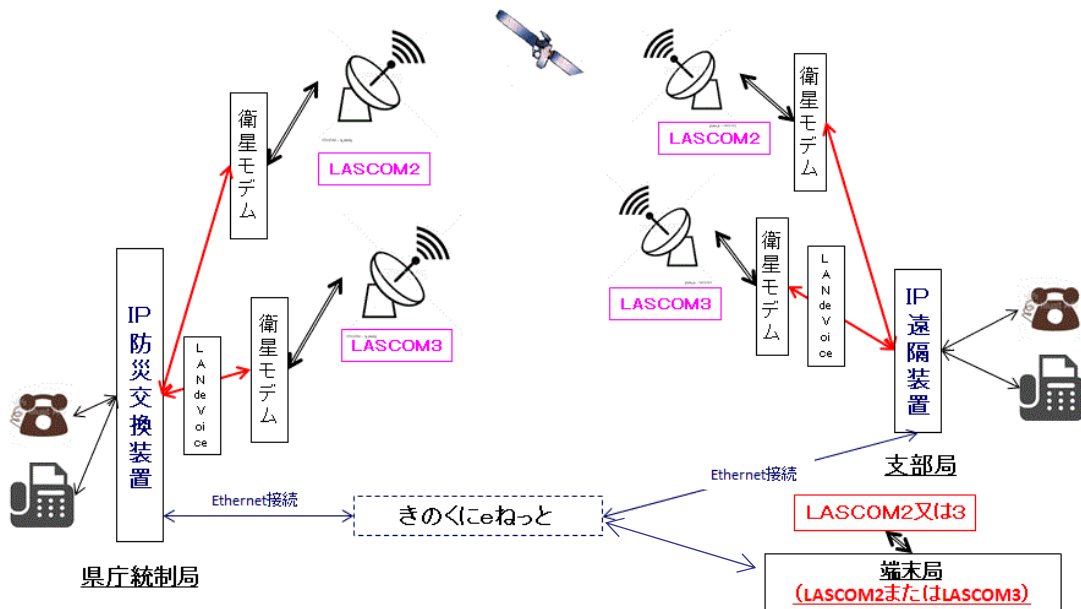 衛星モデム
LASCOM2
衛星モデム
LASCOM2
LANdeVoice
衛星モデム
LASCOM3
衛星モデム
LANdeVoice
LASCOM3
IP防災交換装置
IP遠隔装置
Ethernet接続
きのくにeねっと
Ethernet接続
県庁統制局
支部局
LASCOM2又は3
端末局
(LASCOM2またはLASCOM3)